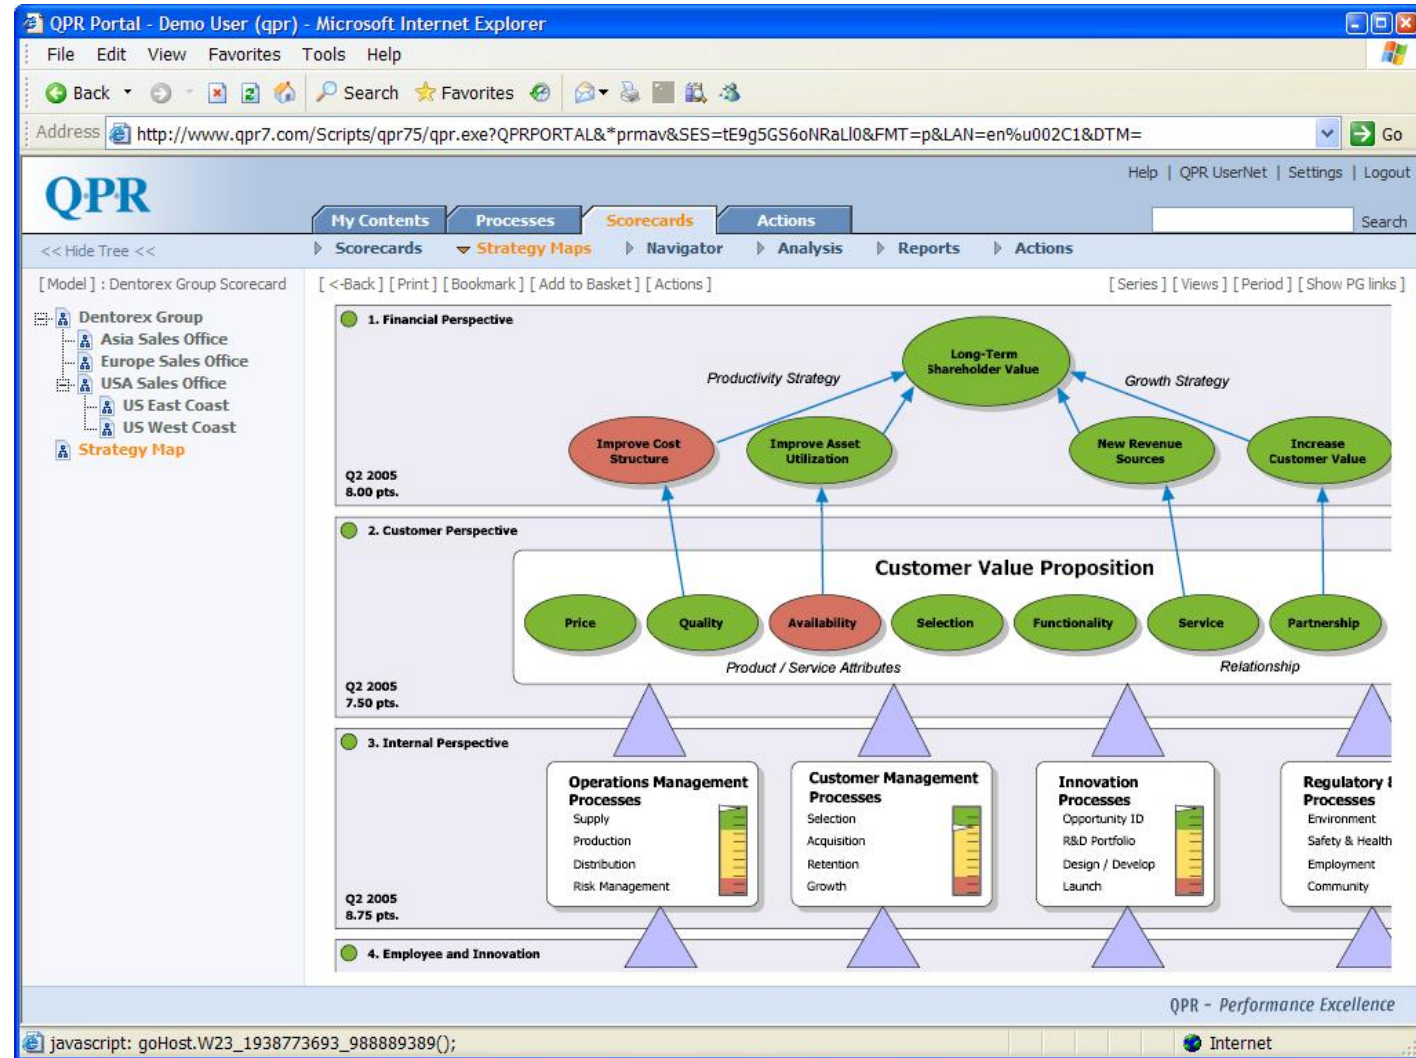 QPR Portal - Demo User (qpr) - Microsoft Internet Explorer
File Edit View Favorites Tools Help
Back Search Favorites
Address http://www.qpr7.com/Scripts/qpr75/qpr.exe?QPRPORTAL&*prmav&SES=tE9g5GS6oNRaLl0&FMT=p&LAN=en%u002C1&DTM= Go
Help | QPR UserNet | Settings | Logout
QPR
My Contents Processes Scorecards Actions Search
<< Hide Tree << Scorecards Strategy Maps Navigator Analysis Reports Actions
[ Model ] : Dentorex Group Scorecard [ <-Back ] [ Print ] [ Bookmark ] [ Add to Basket ] [ Actions ] [ Series ] [ Views ] [ Period ] [ Show PG links ]
Dentorex Group
Asia Sales Office
Europe Sales Office
USA Sales Office
US East Coast
US West Coast
Strategy Map
1. Financial Perspective
Long-Term
Shareholder Value
Productivity Strategy Growth Strategy
Improve Cost
Structure
Improve Asset
Utilization
New Revenue
Sources
Increase
Customer Value
Q2 2005
8.00 pts.
2. Customer Perspective
Customer Value Proposition
Price Quality Availability Selection Functionality Service Partnership
Product / Service Attributes Relationship
Q2 2005
7.50 pts.
3. Internal Perspective
Operations Management
Processes
Supply
Production
Distribution
Risk Management
Customer Management
Processes
Selection
Acquisition
Retention
Growth
Innovation
Processes
Opportunity ID
R&D Portfolio
Design / Develop
Launch
Regulatory &
Processes
Environment
Safety & Health
Employment
Community
Q2 2005
8.75 pts.
4. Employee and Innovation
QPR - Performance Excellence
javascript: goHost.W23_1938773693_988889389(); Internet